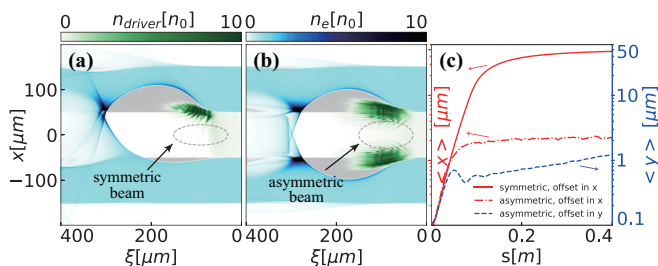 n_driver[n_0]
n_e[n_0]
0 10
0 10
(a)
(b)
(c)
100
0
−100
x[μm]
symmetric
beam
asymmetric
beam
400 200 0
ξ[μm]
400 200 0
ξ[μm]
< x > [μm]
50
10
1
0.1
< y > [μm]
symmetric, offset in x
asymmetric, offset in x
asymmetric, offset in y
0 0.2 0.4
s[m]